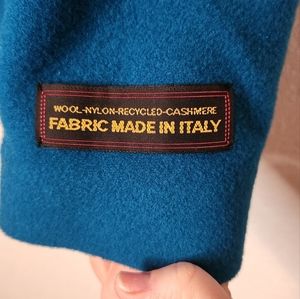 WOOL-NYLON-RECYCLED-CASHMERE
FABRIC MADE IN ITALY